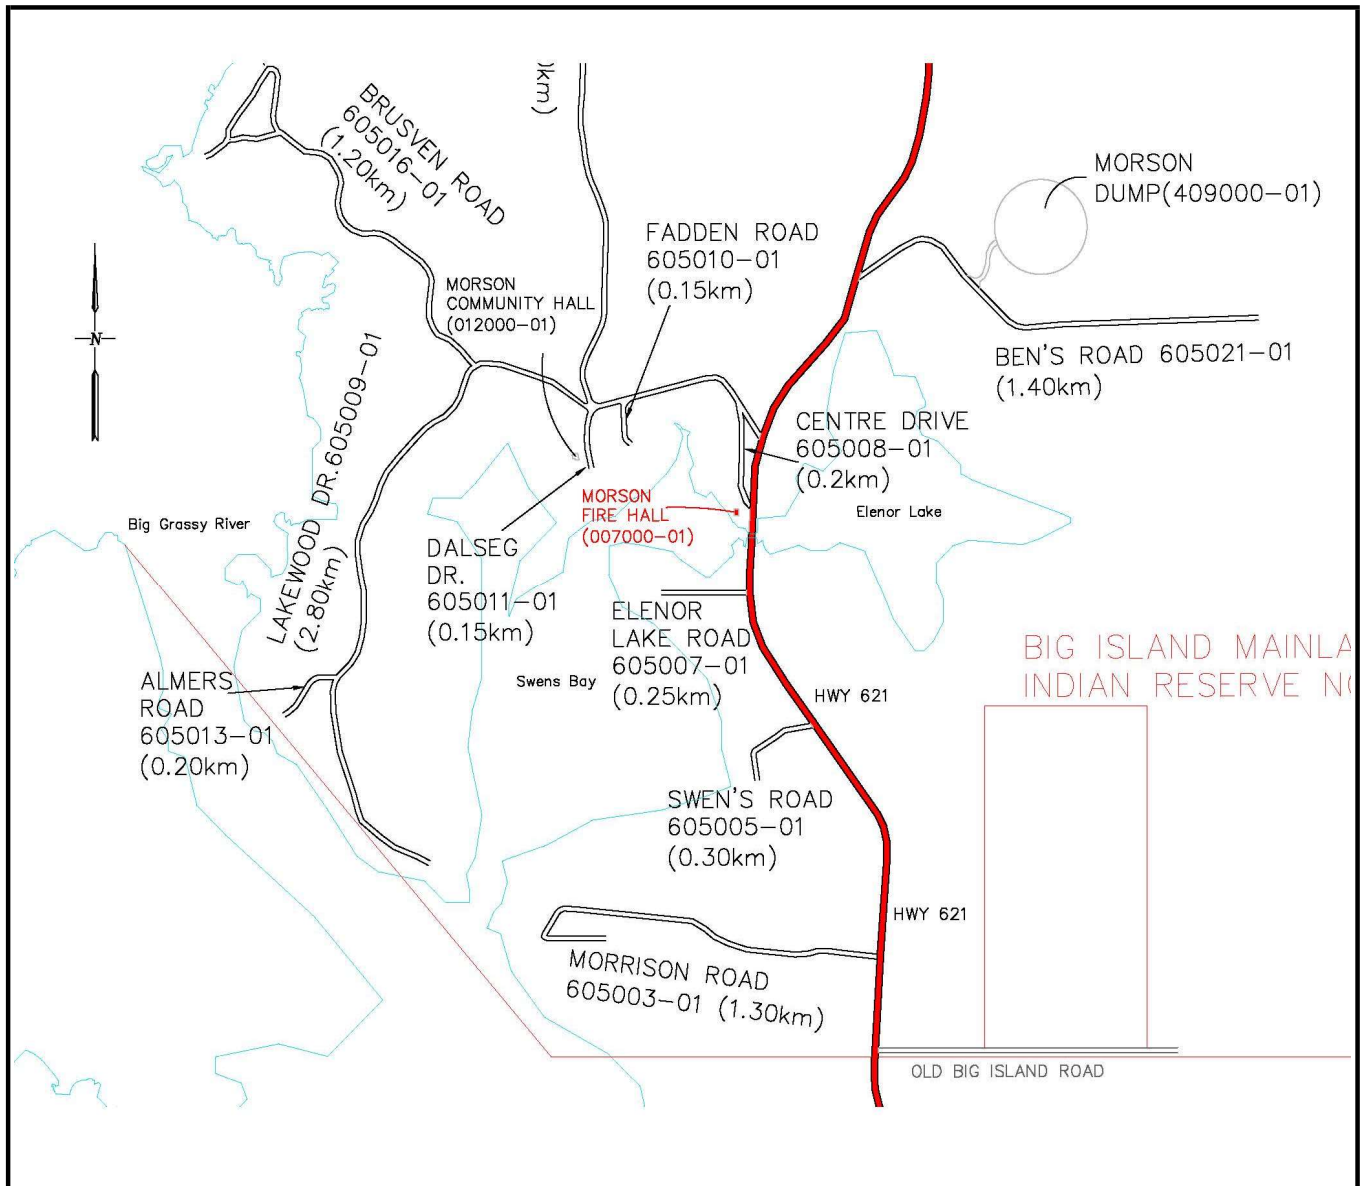 )km)
BRUSVEN ROAD
605016-01
(1.20km)
MORSON
DUMP(409000-01)
FADDEN ROAD
605010-01
(0.15km)
MORSON
COMMUNITY HALL
(012000-01)
N
BEN'S ROAD 605021-01
(1.40km)
LAKEWOOD DR.605009-01
(2.80km)
CENTRE DRIVE
605008-01
(0.2km)
MORSON
FIRE HALL
(007000-01)
Elenor Lake
Big Grassy River
DALSEG
DR.
605011-01
(0.15km)
ELENOR
LAKE ROAD
605007-01
(0.25km)
BIG ISLAND MAINLA
INDIAN RESERVE NO
Swens Bay
HWY 621
ALMERS
ROAD
605013-01
(0.20km)
SWEN'S ROAD
605005-01
(0.30km)
HWY 621
MORRISON ROAD
605003-01 (1.30km)
OLD BIG ISLAND ROAD